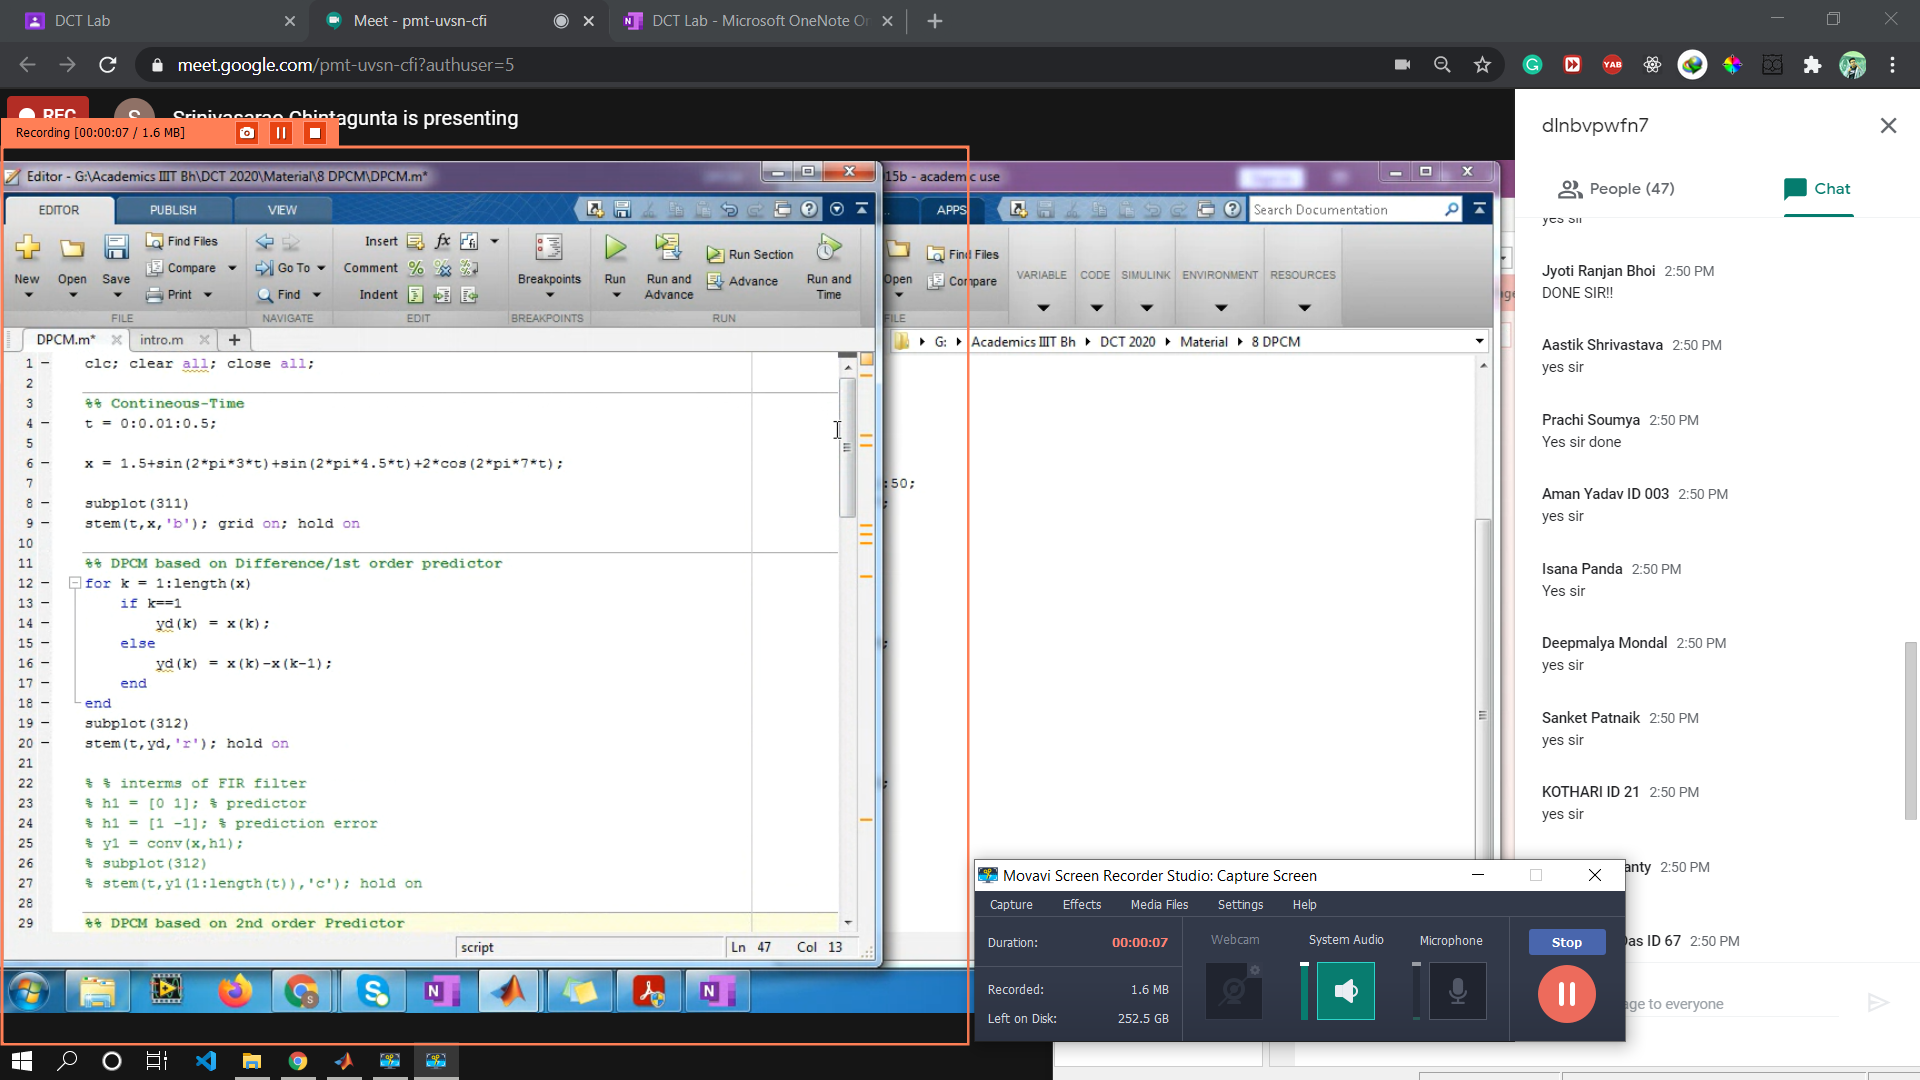 DCT Lab
Meet - pmt-uvsn-cfi
DCT Lab - Microsoft OneNote On
meet.google.com/pmt-uvsn-cfi?authuser=5
YAB
REC
S
Srinivasarao Chintagunta is presenting
Recording [00:00:07 / 1.6 MB]
Editor - G:\Academics IIIT Bh\DCT 2020\Material\8 DPCM\DPCM.m*
EDITOR
PUBLISH
VIEW
New
Open
Save
Find Files
Compare
Print
FILE
Go To
Find
NAVIGATE
Insert
fx
Comment
Indent
EDIT
Breakpoints
BREAKPOINTS
Run
Run and Advance
Run Section
Advance
Run and Time
RUN
DPCM.m*
intro.m
1 clc; clear all; close all;
2
3 %% Contineous-Time
4 t = 0:0.01:0.5;
5
6 x = 1.5+sin(2*pi*3*t)+sin(2*pi*4.5*t)+2*cos(2*pi*7*t);
7
8 subplot(311)
9 stem(t,x,'b'); grid on; hold on
10
11 %% DPCM based on Difference/1st order predictor
12 for k = 1:length(x)
13 if k==1
14 yd(k) = x(k);
15 else
16 yd(k) = x(k)-x(k-1);
17 end
18 end
19 subplot(312)
20 stem(t,yd,'r'); hold on
21
22 % % interms of FIR filter
23 % h1 = [0 1]; % predictor
24 % h1 = [1 -1]; % prediction error
25 % y1 = conv(x,h1);
26 % subplot(312)
27 % stem(t,y1(1:length(t)),'c'); hold on
28
29 %% DPCM based on 2nd order Predictor
script
Ln 47 Col 13
15b - academic use
APPS
Search Documentation
Open
Find Files
Compare
FILE
VARIABLE
CODE
SIMULINK
ENVIRONMENT
RESOURCES
G: Academics IIIT Bh DCT 2020 Material 8 DPCM
:50;
;
;
;
dlnbvpwfn7
People (47)
Chat
yes sir
Jyoti Ranjan Bhoi 2:50 PM
DONE SIR!!
Aastik Shrivastava 2:50 PM
yes sir
Prachi Soumya 2:50 PM
Yes sir done
Aman Yadav ID 003 2:50 PM
yes sir
Isana Panda 2:50 PM
Yes sir
Deepmalya Mondal 2:50 PM
yes sir
Sanket Patnaik 2:50 PM
yes sir
KOTHARI ID 21 2:50 PM
yes sir
anty 2:50 PM
Das ID 67 2:50 PM
age to everyone
Movavi Screen Recorder Studio: Capture Screen
Capture
Effects
Media Files
Settings
Help
Duration: 00:00:07
Recorded: 1.6 MB
Left on Disk: 252.5 GB
Webcam
System Audio
Microphone
Stop